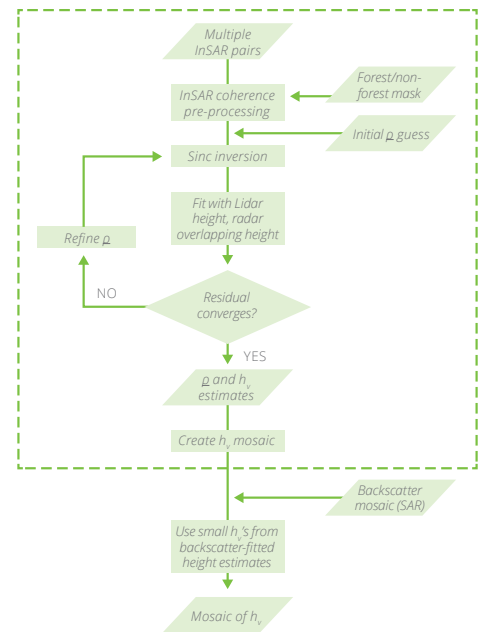 Multiple
InSAR pairs
Forest/non-
forest mask
InSAR coherence
pre-processing
Initial ρ guess
Sinc inversion
Fit with Lidar
height, radar
overlapping height
Refine ρ
NO
Residual
converges?
YES
ρ and hᵥ
estimates
Create hᵥ mosaic
Backscatter
mosaic (SAR)
Use small hᵥ's from
backscatter-fitted
height estimates
Mosaic of hᵥ